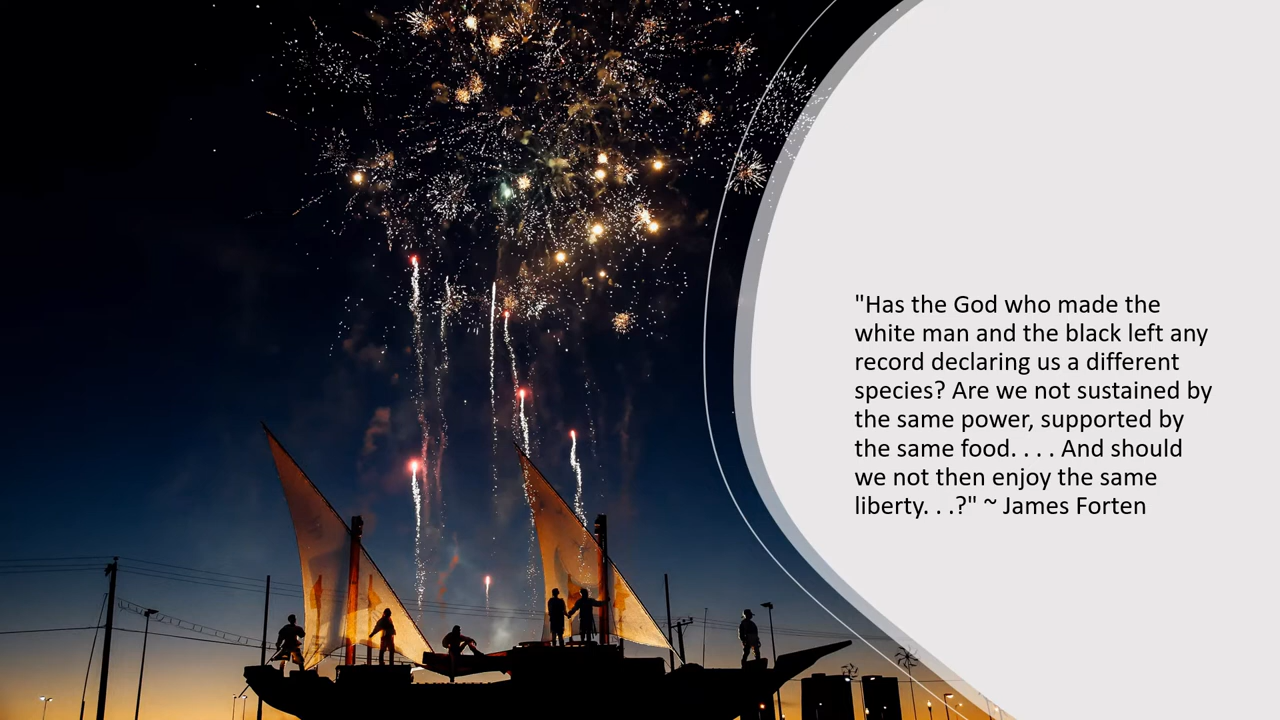 "Has the God who made the
white man and the black left any
record declaring us a different
species? Are we not sustained by
the same power, supported by
the same food. . . . And should
we not then enjoy the same
liberty. . .?" ~ James Forten